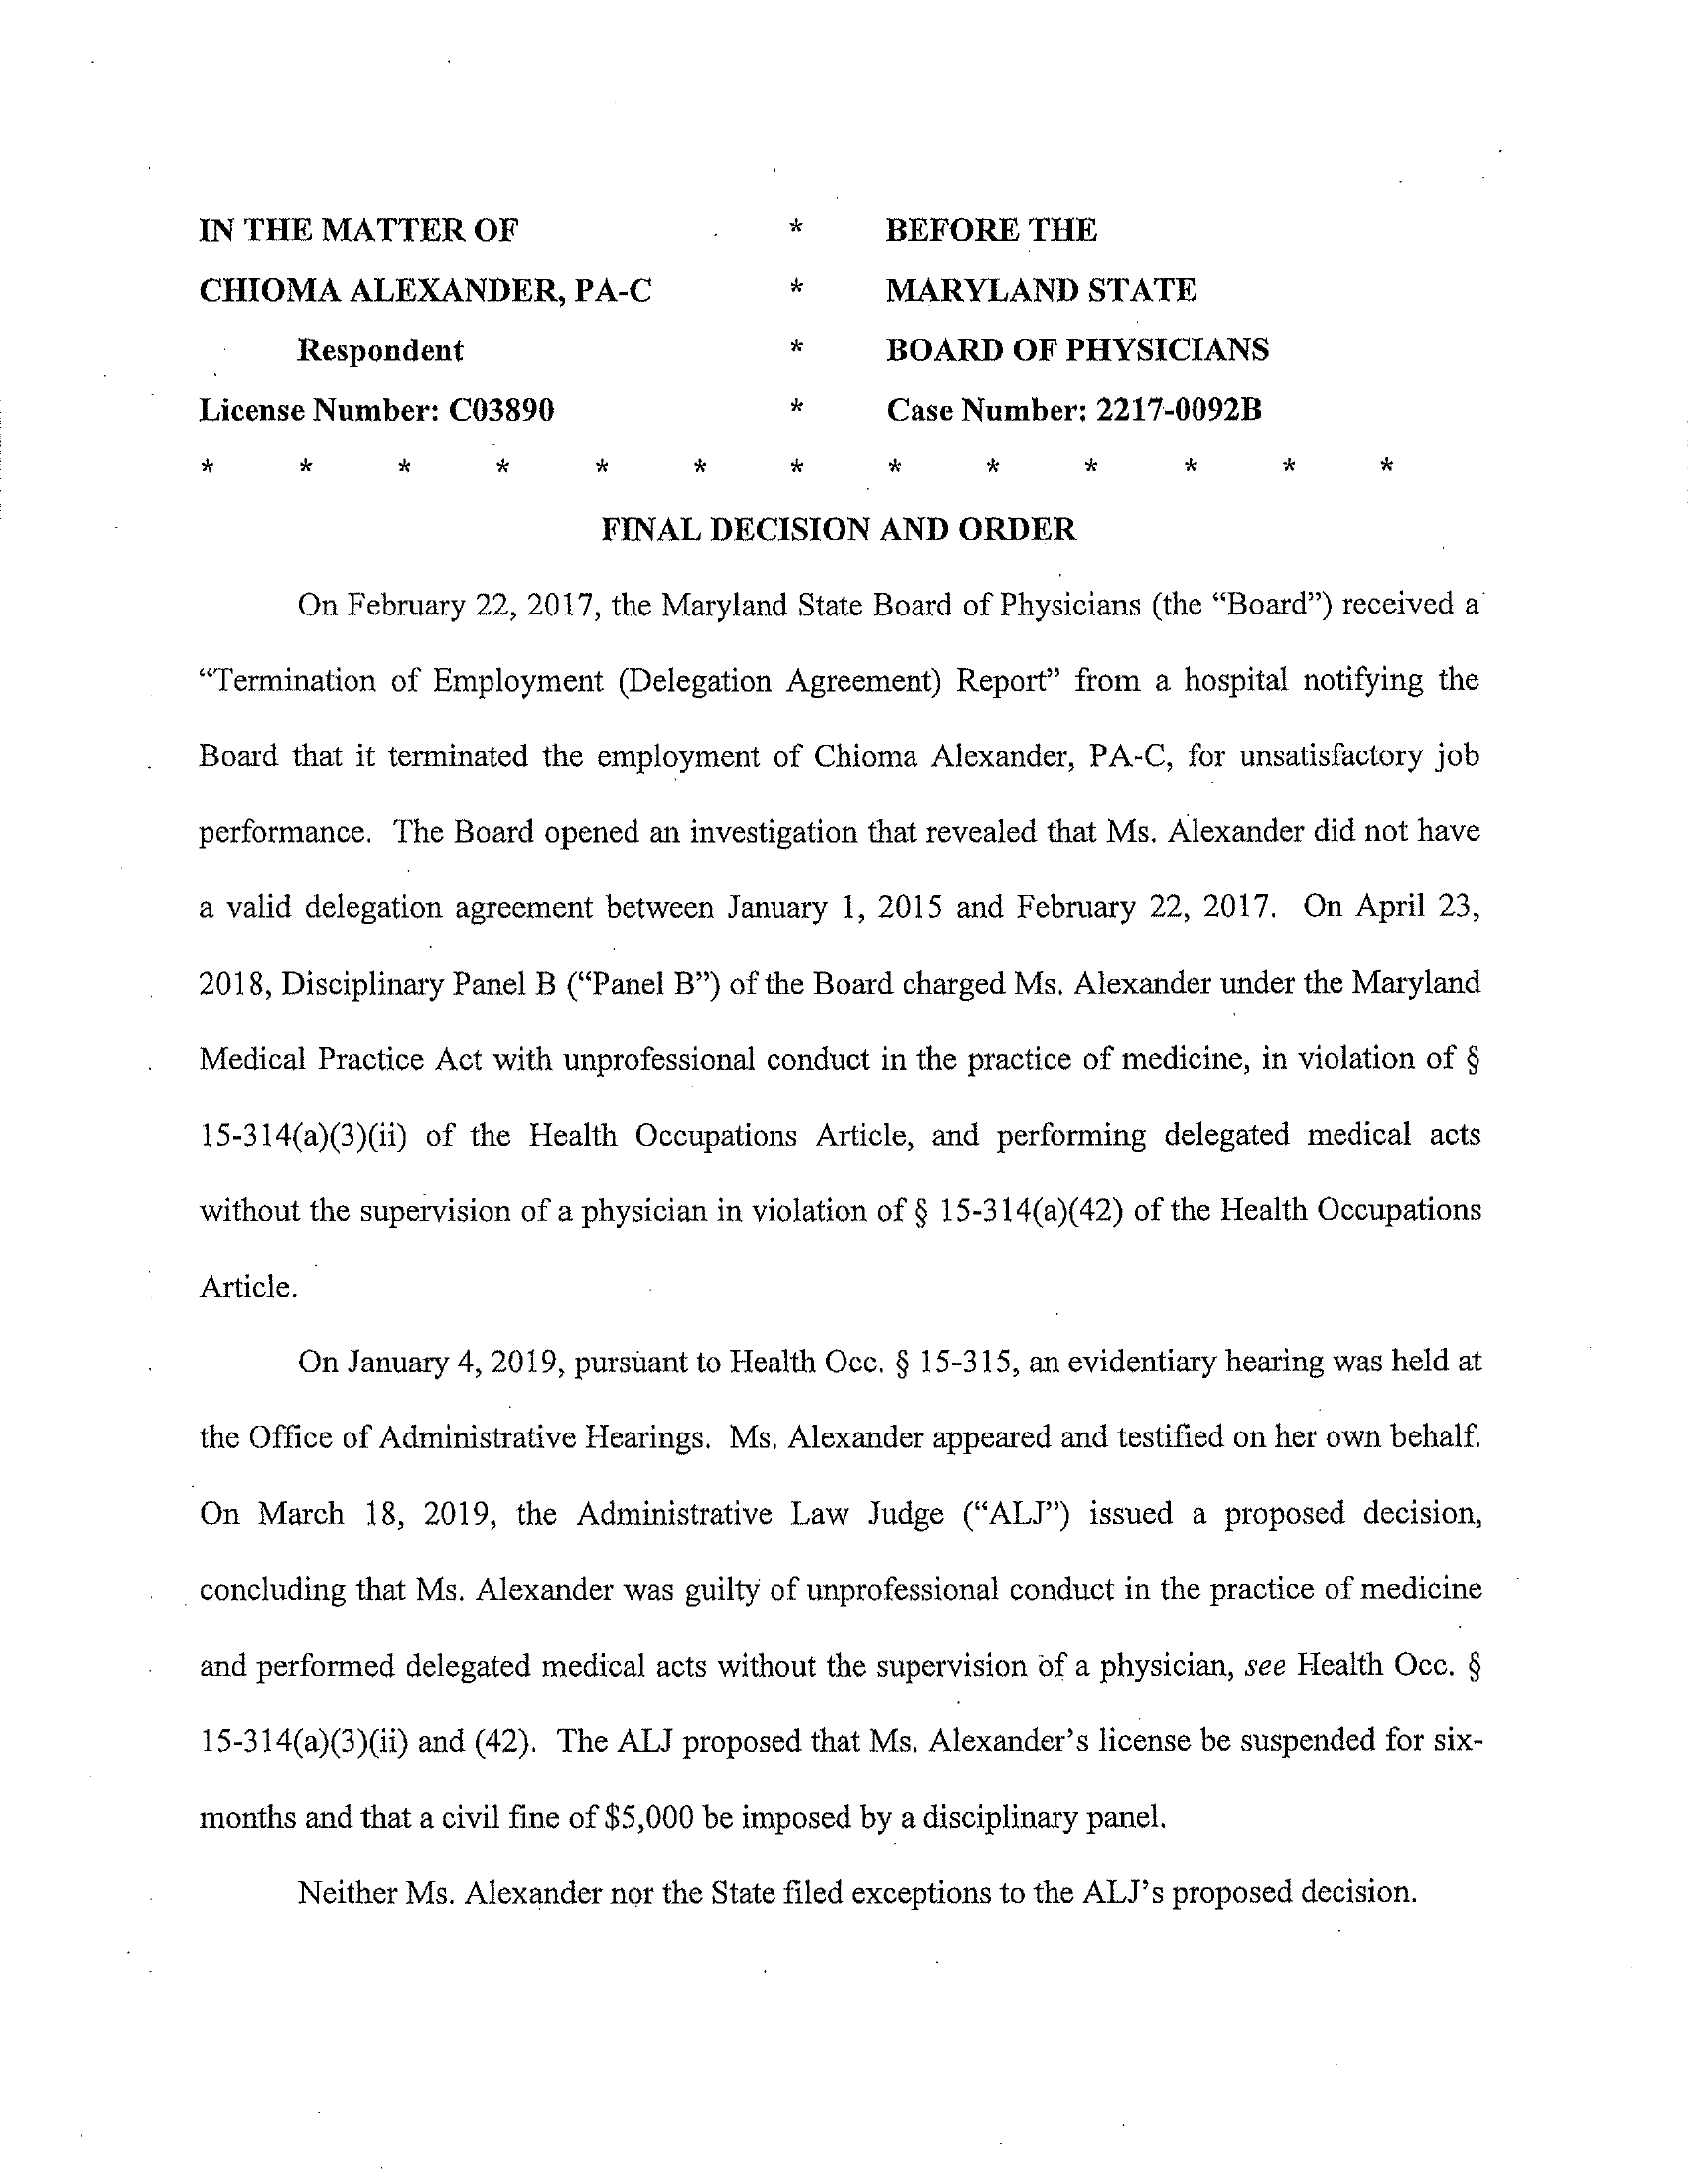 IN THE MATTER OF * BEFORE THE
CHIOMA ALEXANDER, PA-C * MARYLAND STATE
Respondent * BOARD OF PHYSICIANS
License Number: C03890 * Case Number: 2217-0092B
* * * * * * * * * * * * *
FINAL DECISION AND ORDER
On February 22, 2017, the Maryland State Board of Physicians (the “Board”) received a
“Termination of Employment (Delegation Agreement) Report” from a hospital notifying the
Board that it terminated the employment of Chioma Alexander, PA-C, for unsatisfactory job
performance. The Board opened an investigation that revealed that Ms. Alexander did not have
a valid delegation agreement between January 1, 2015 and February 22, 2017. On April 23,
2018, Disciplinary Panel B (“Panel B”) of the Board charged Ms. Alexander under the Maryland
Medical Practice Act with unprofessional conduct in the practice of medicine, in violation of §
15-314(a)(3)(ii) of the Health Occupations Article, and performing delegated medical acts
without the supervision of a physician in violation of § 15-314(a)(42) of the Health Occupations
Article.
On January 4, 2019, pursuant to Health Occ. § 15-315, an evidentiary hearing was held at
the Office of Administrative Hearings. Ms. Alexander appeared and testified on her own behalf.
On March 18, 2019, the Administrative Law Judge (“ALJ”) issued a proposed decision,
concluding that Ms. Alexander was guilty of unprofessional conduct in the practice of medicine
and performed delegated medical acts without the supervision of a physician, see Health Occ. §
15-314(a)(3)(ii) and (42). The ALJ proposed that Ms. Alexander’s license be suspended for six-
months and that a civil fine of $5,000 be imposed by a disciplinary panel.
Neither Ms. Alexander nor the State filed exceptions to the ALJ’s proposed decision.